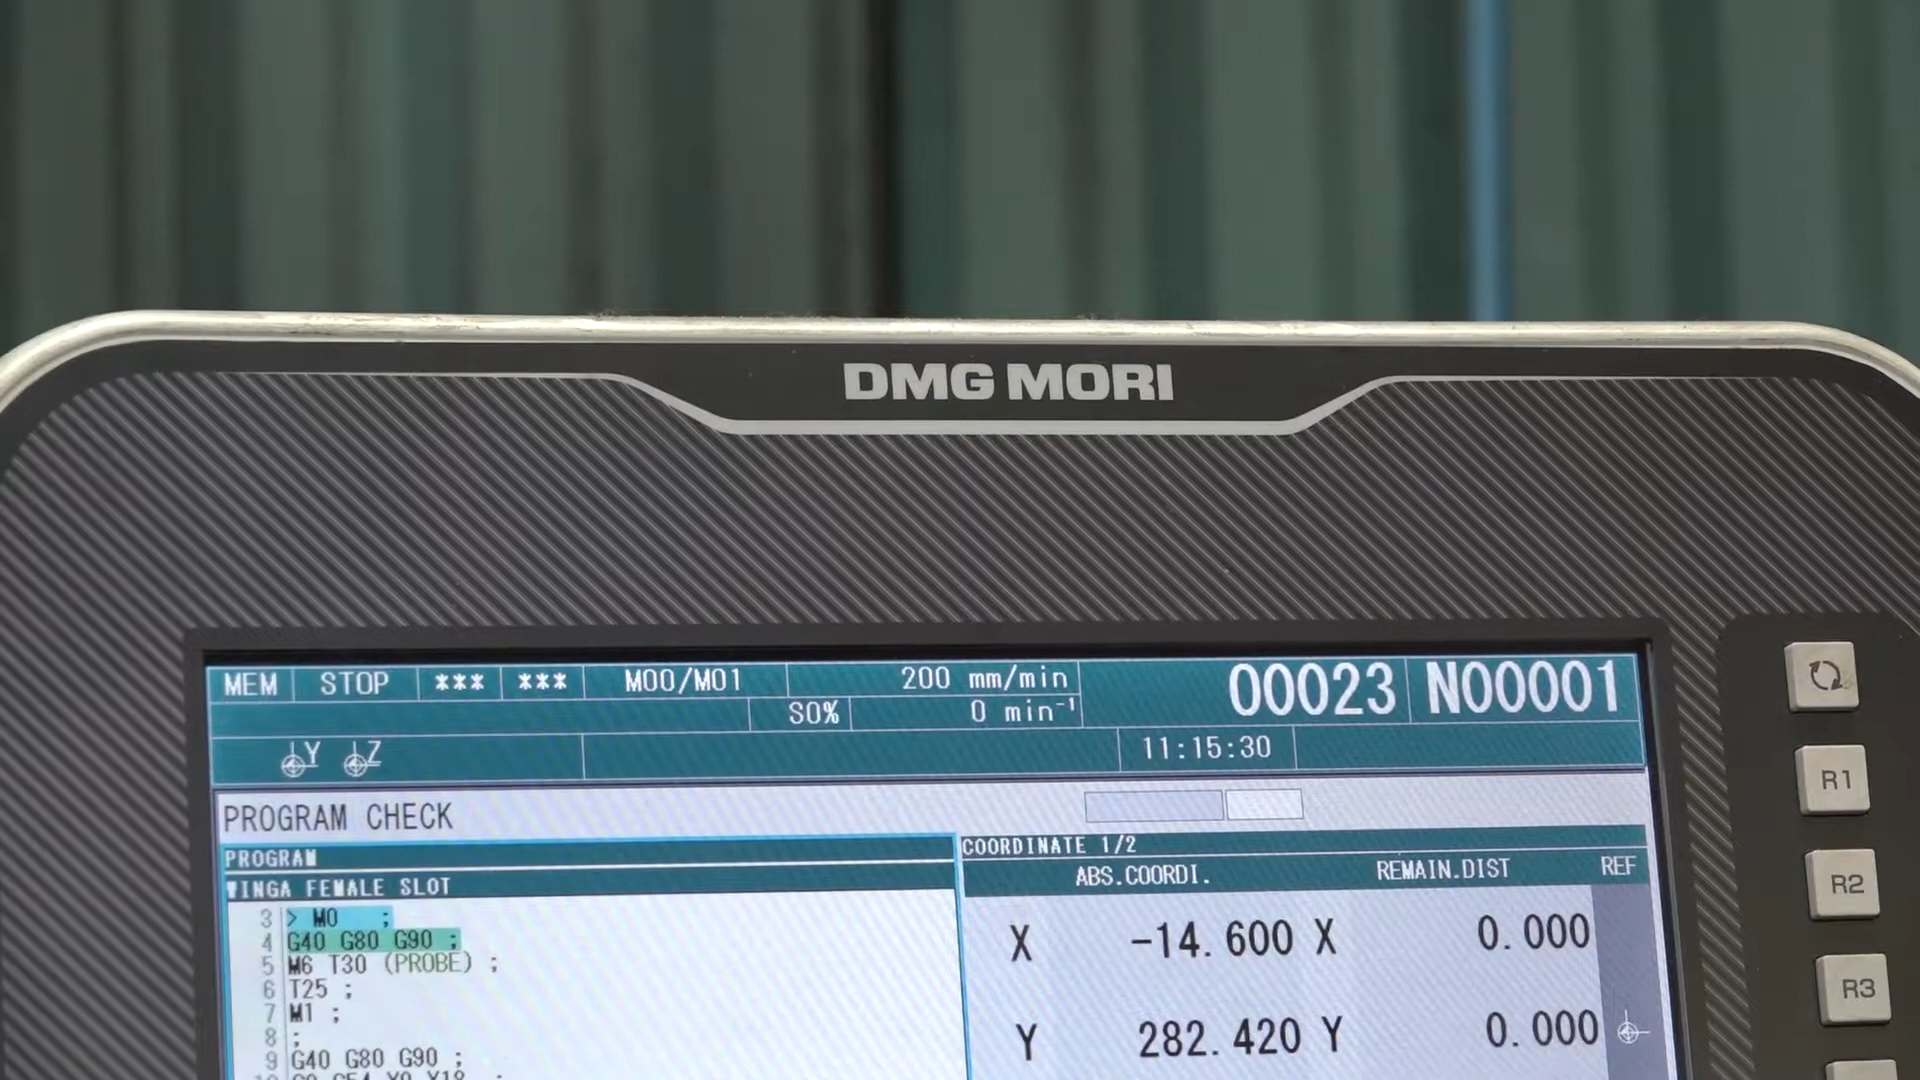 DMG MORI
MEM STOP *** *** M00/M01 200 mm/min O0023 N00001
S0% 0 min⁻¹
Y Z 11:15:30
PROGRAM CHECK
PROGRAM
WINGA FEMALE SLOT
3 > M0 ;
4 G40 G80 G90 ;
5 M6 T30 (PROBE) ;
6 T25 ;
7 M1 ;
8 ;
9 G40 G80 G90 ;
COORDINATE 1/2
ABS.COORDI. REMAIN.DIST REF
X -14.600 X 0.000
Y 282.420 Y 0.000
R1
R2
R3